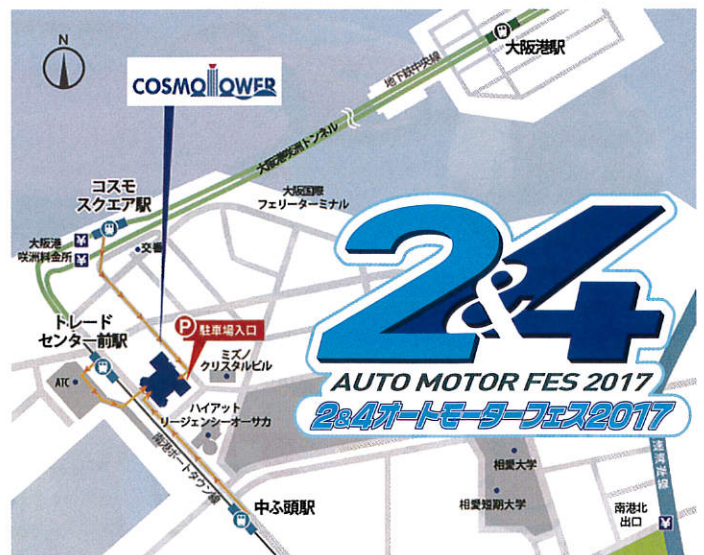 N
COSMOTOWER
大阪港駅
地下鉄中央線
大阪港咲洲トンネル
コスモ
スクエア駅
大阪国際
フェリーターミナル
大阪港
咲洲料金所
¥
¥
交番
P 駐車場入口
トレード
センター前駅
ミズノ
クリスタルビル
ATC
ハイアット
リージェンシーオーサカ
南港ポートタウン線
中ふ頭駅
2&4
AUTO MOTOR FES 2017
2&4オートモーターフェス2017
相愛大学
相愛短期大学
南港北
出口
¥